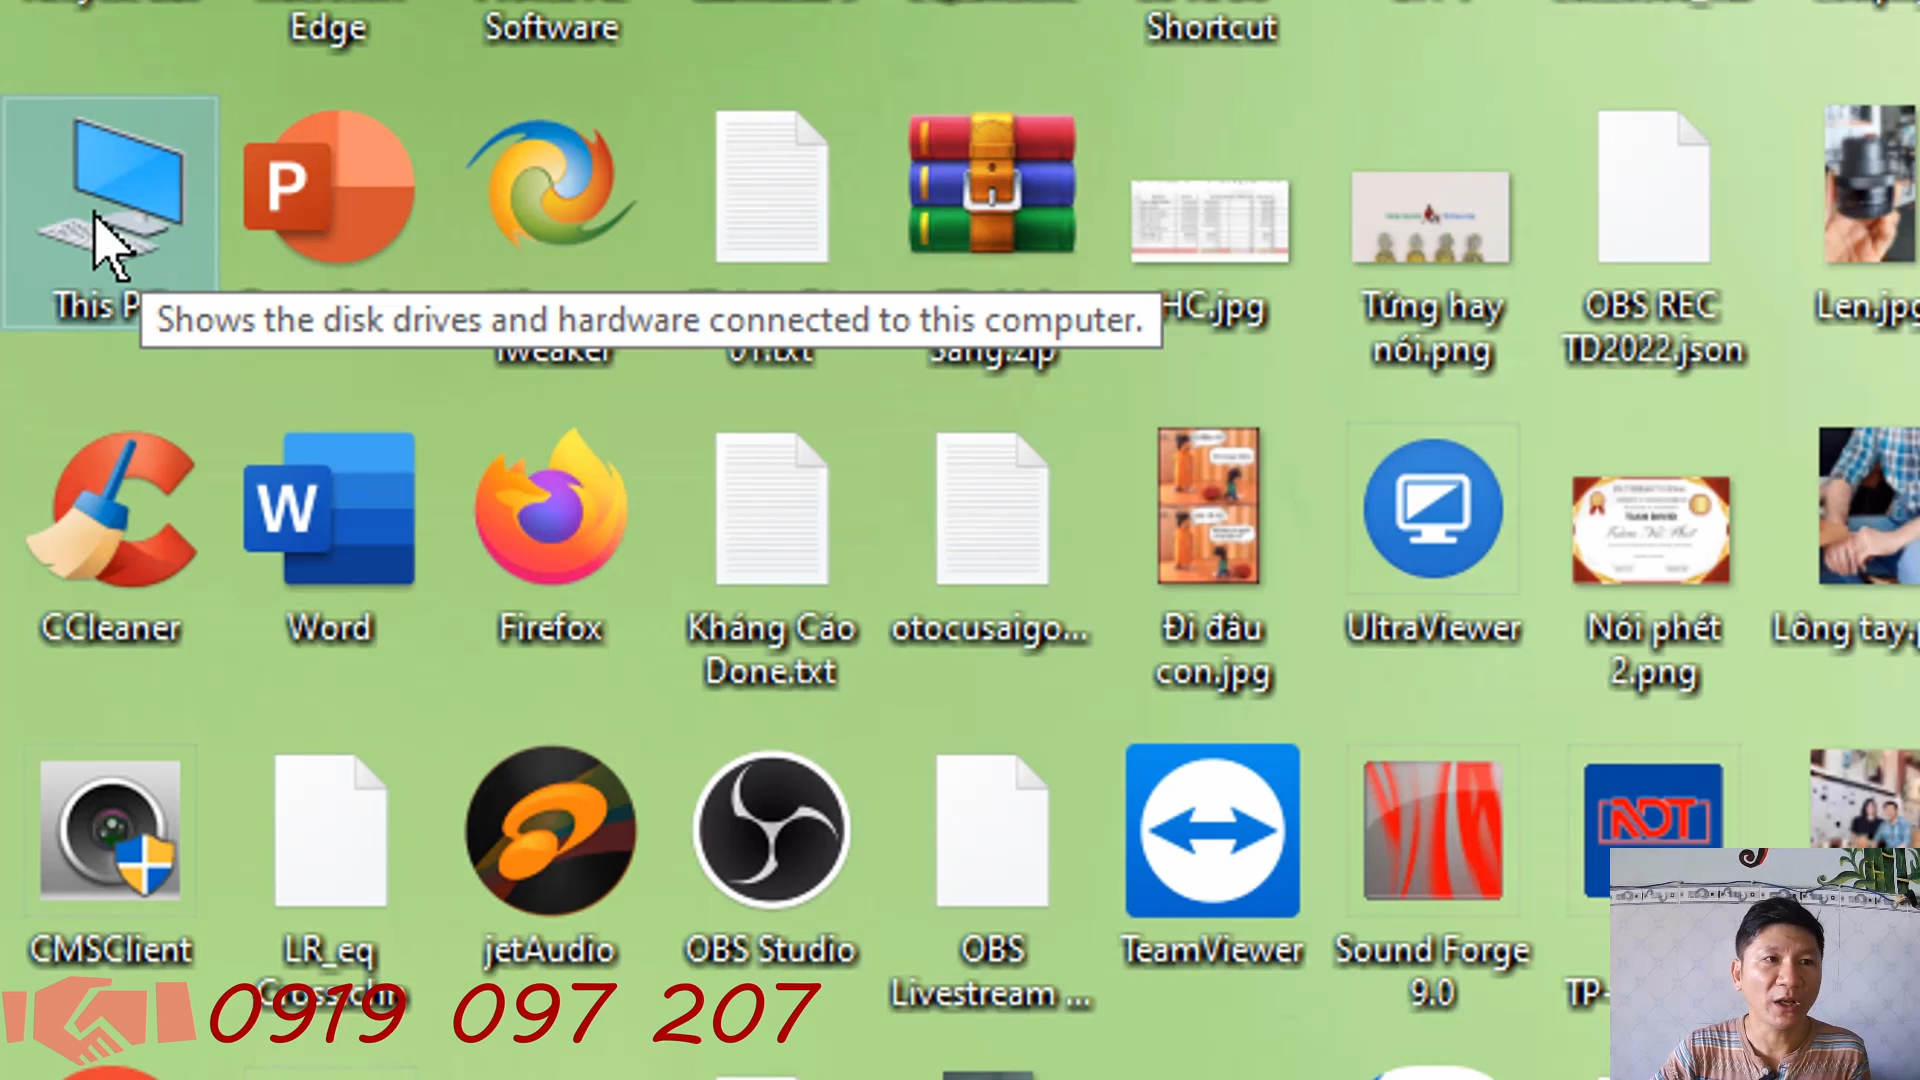 Edge
Software
Shortcut
This P
Shows the disk drives and hardware connected to this computer.
Tweaker
01.txt
Sang.zip
HC.jpg
Từng hay
nói.png
OBS REC
TD2022.json
Len.jpg
CCleaner
Word
Firefox
Kháng Cáo
Done.txt
otocusaigo...
Đi đâu
con.jpg
UltraViewer
Nói phét
2.png
Lông tay.p
CMSClient
LR_eq
Cross.chr
jetAudio
OBS Studio
OBS
Livestream ...
TeamViewer
Sound Forge
9.0
TP-
P
W
0919 097 207